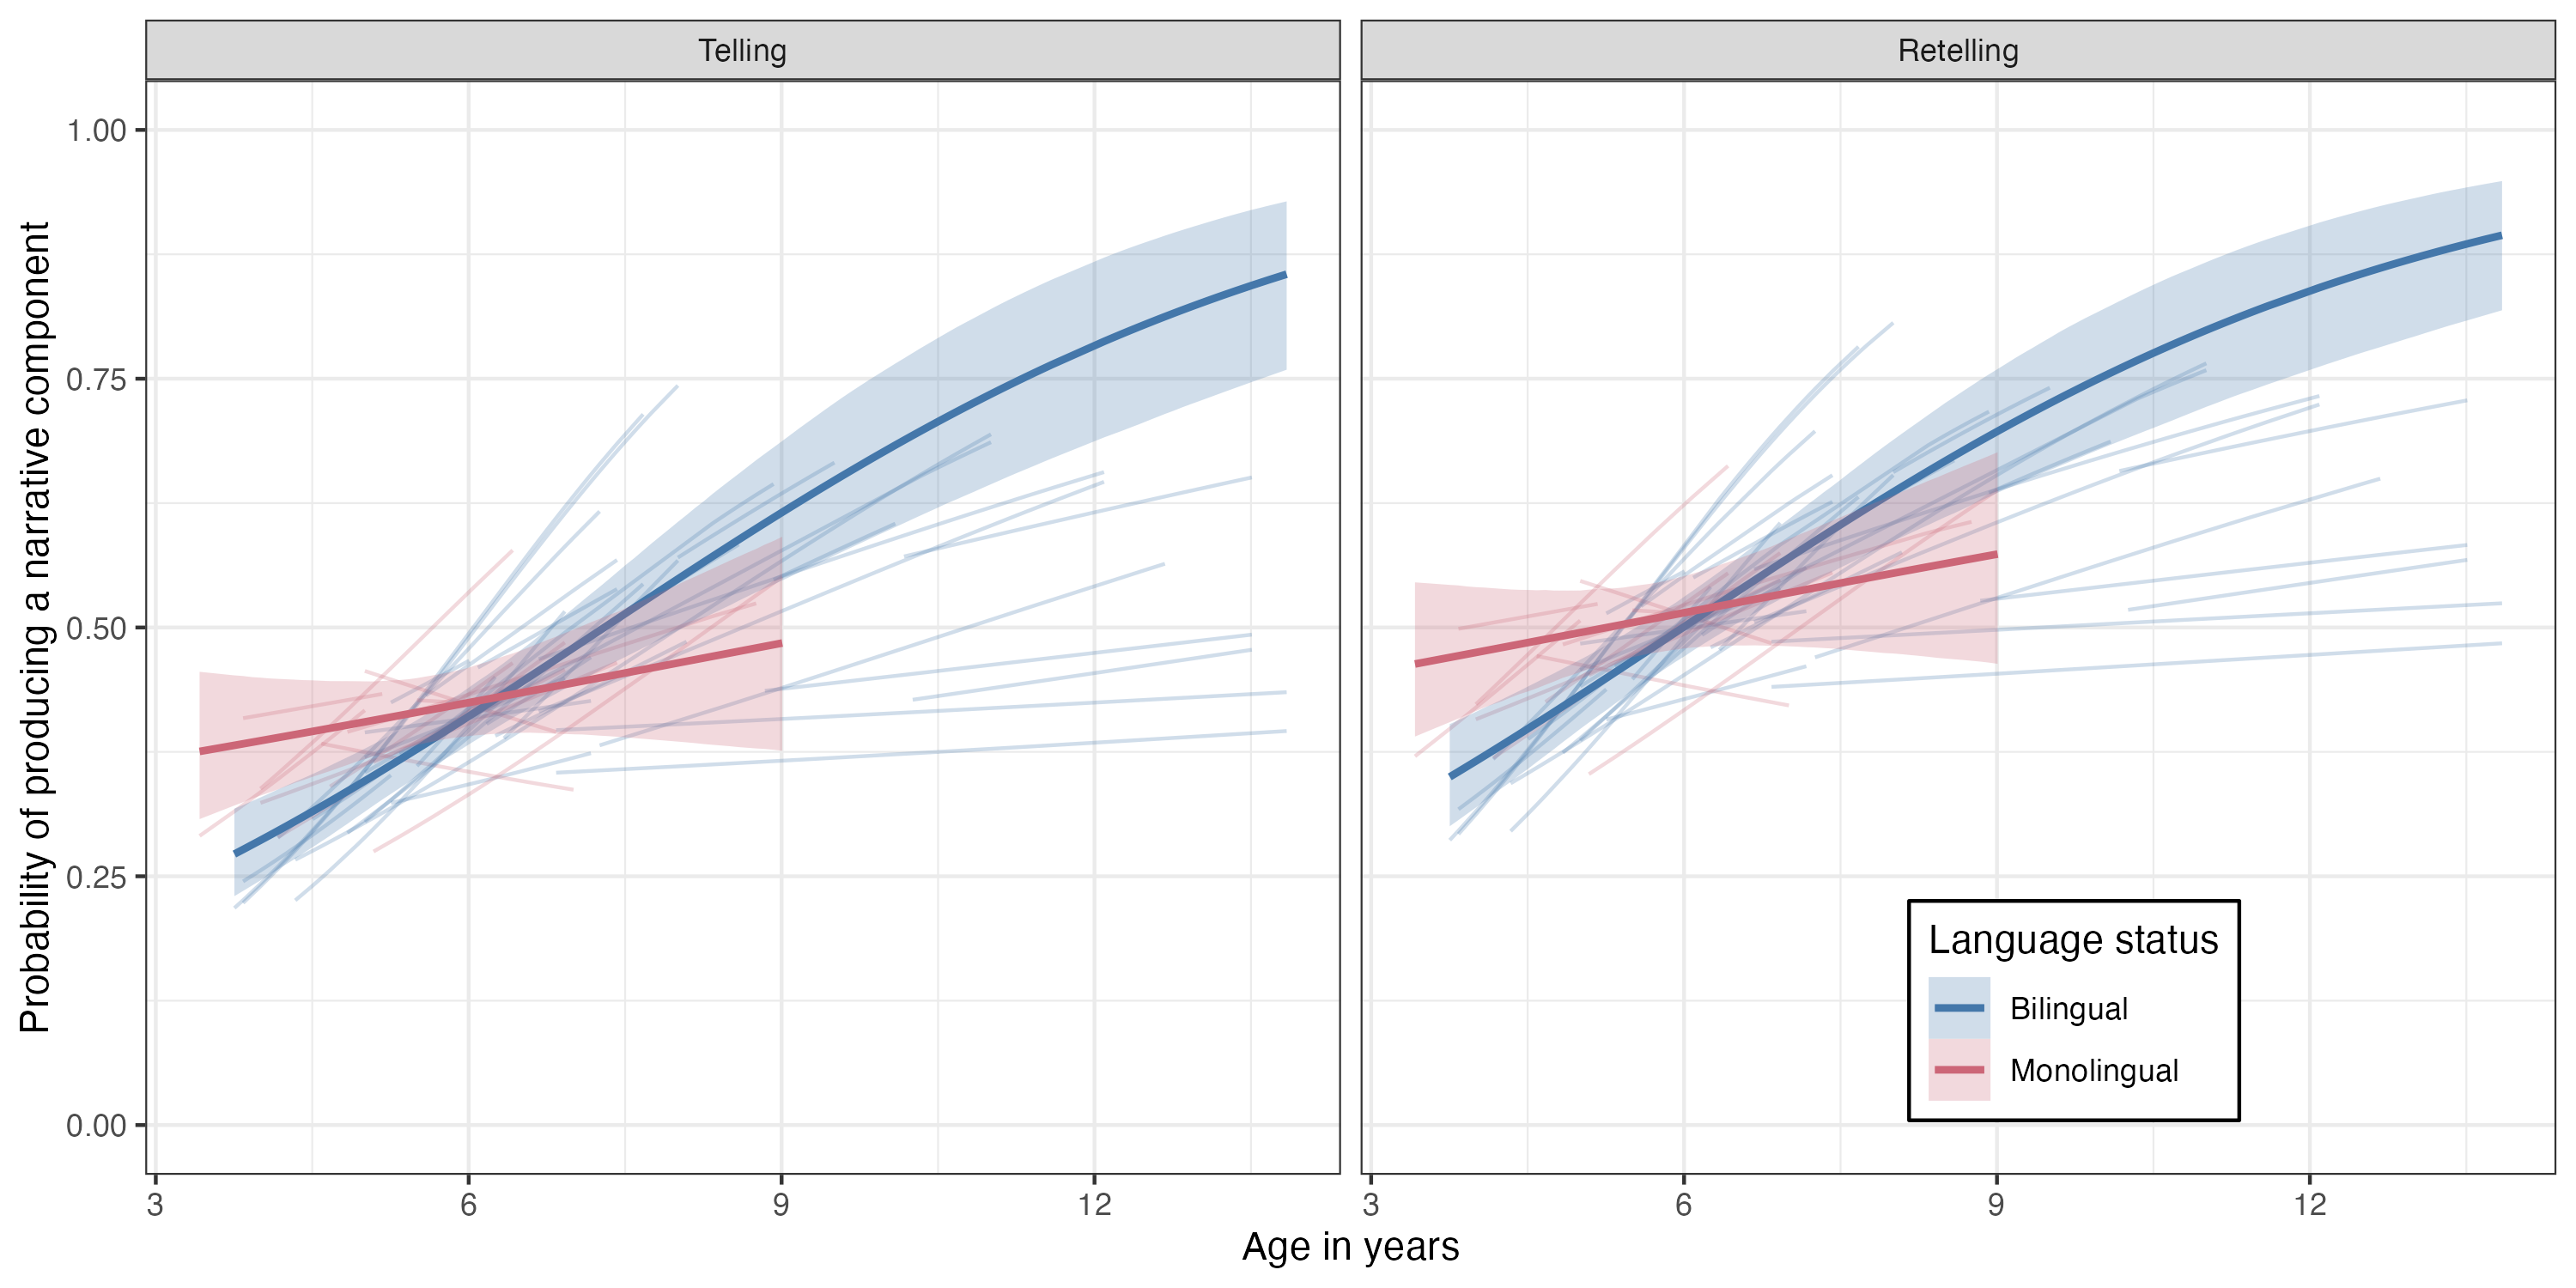 Telling
Retelling
Probability of producing a narrative component
1.00
0.75
0.50
0.25
0.00
Language status
Bilingual
Monolingual
3 6 9 12
3 6 9 12
Age in years